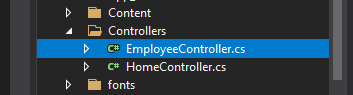 Content
Controllers
C# EmployeeController.cs
C# HomeController.cs
fonts